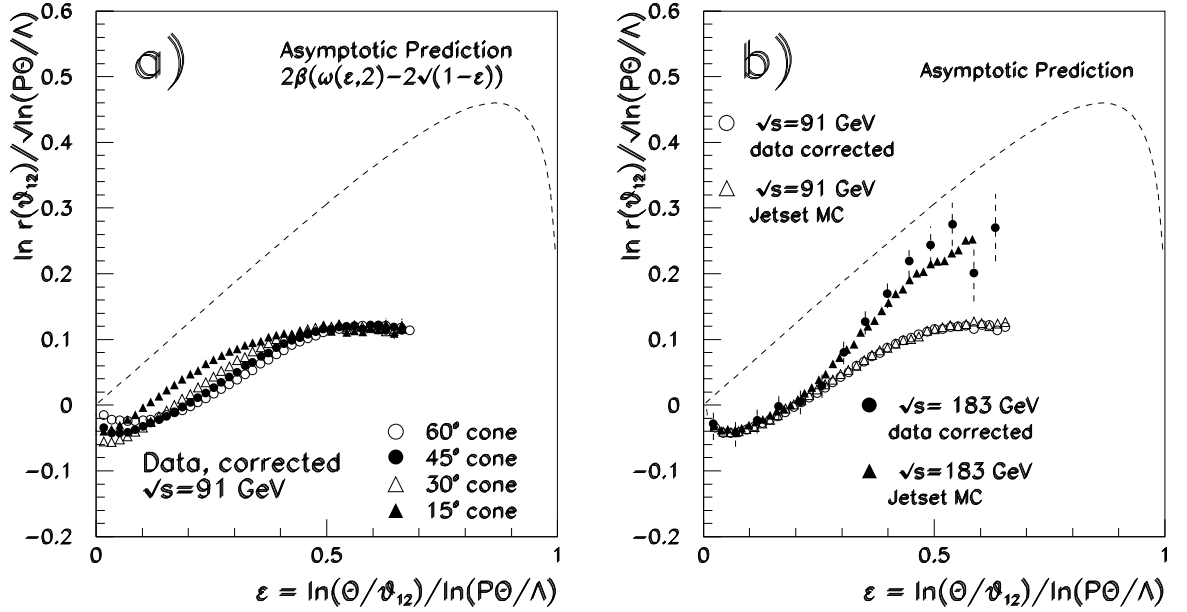 a)
Asymptotic Prediction
2β(ω(ε,2)−2√(1−ε))
ln r(ϑ₁₂)/√ln(PΘ/Λ)
0.6
0.5
0.4
0.3
0.2
0.1
0
−0.1
−0.2
Data, corrected
√s=91 GeV
60° cone
45° cone
30° cone
15° cone
0
0.5
1
ε = ln(Θ/ϑ₁₂)/ln(PΘ/Λ)
b)
Asymptotic Prediction
ln r(ϑ₁₂)/√ln(PΘ/Λ)
0.6
0.5
0.4
0.3
0.2
0.1
0
−0.1
−0.2
√s=91 GeV
data corrected
√s=91 GeV
Jetset MC
√s= 183 GeV
data corrected
√s=183 GeV
Jetset MC
0
0.5
1
ε = ln(Θ/ϑ₁₂)/ln(PΘ/Λ)